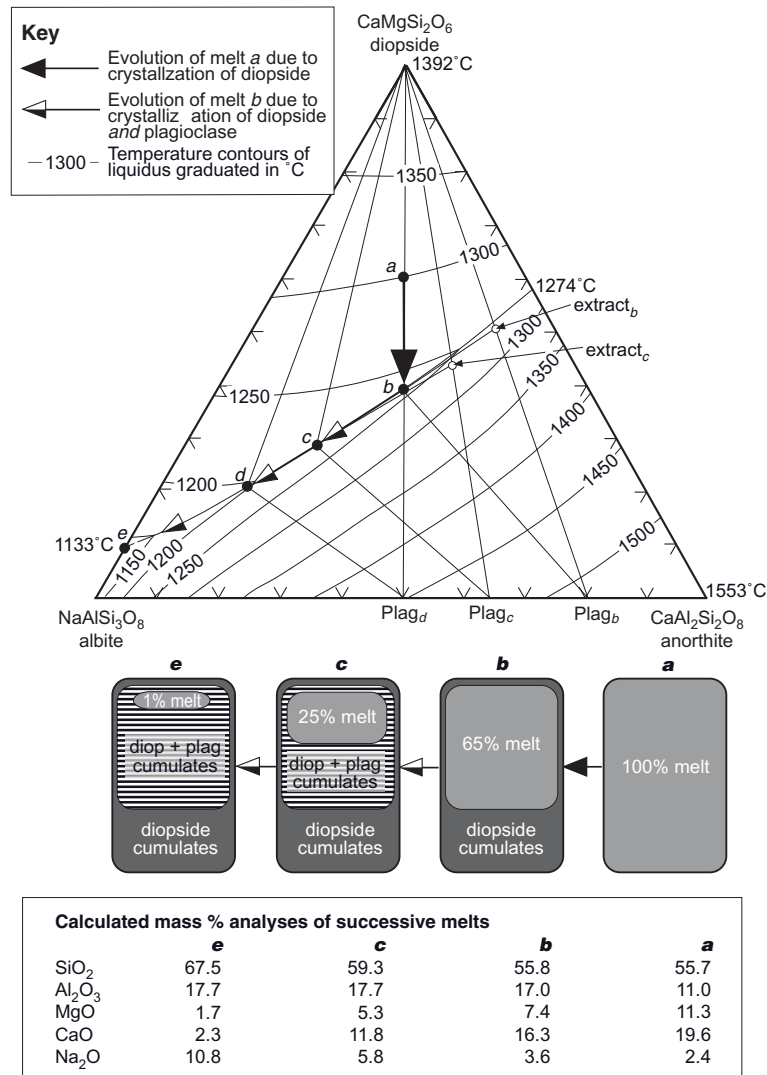 Key
Evolution of melt a due to
crystallzation of diopside
Evolution of melt b due to
crystalliz ation of diopside
and plagioclase
1300 Temperature contours of
liquidus graduated in ˚C
CaMgSi2O6
diopside
1392˚C
1350
1300
a
1274˚C
extract_b
1300
extract_c
1350
b
1250
1400
c
1450
d
1200
1500
e
1133˚C
1150
1200
1250
1553˚C
NaAlSi3O8
albite
Plag_d
Plag_c
Plag_b
CaAl2Si2O8
anorthite
e c b a
1% melt
25% melt
65% melt
100% melt
diop + plag
cumulates
diop + plag
cumulates
diopside
cumulates
diopside
cumulates
diopside
cumulates
Calculated mass % analyses of successive melts
e c b a
SiO2 67.5 59.3 55.8 55.7
Al2O3 17.7 17.7 17.0 11.0
MgO 1.7 5.3 7.4 11.3
CaO 2.3 11.8 16.3 19.6
Na2O 10.8 5.8 3.6 2.4